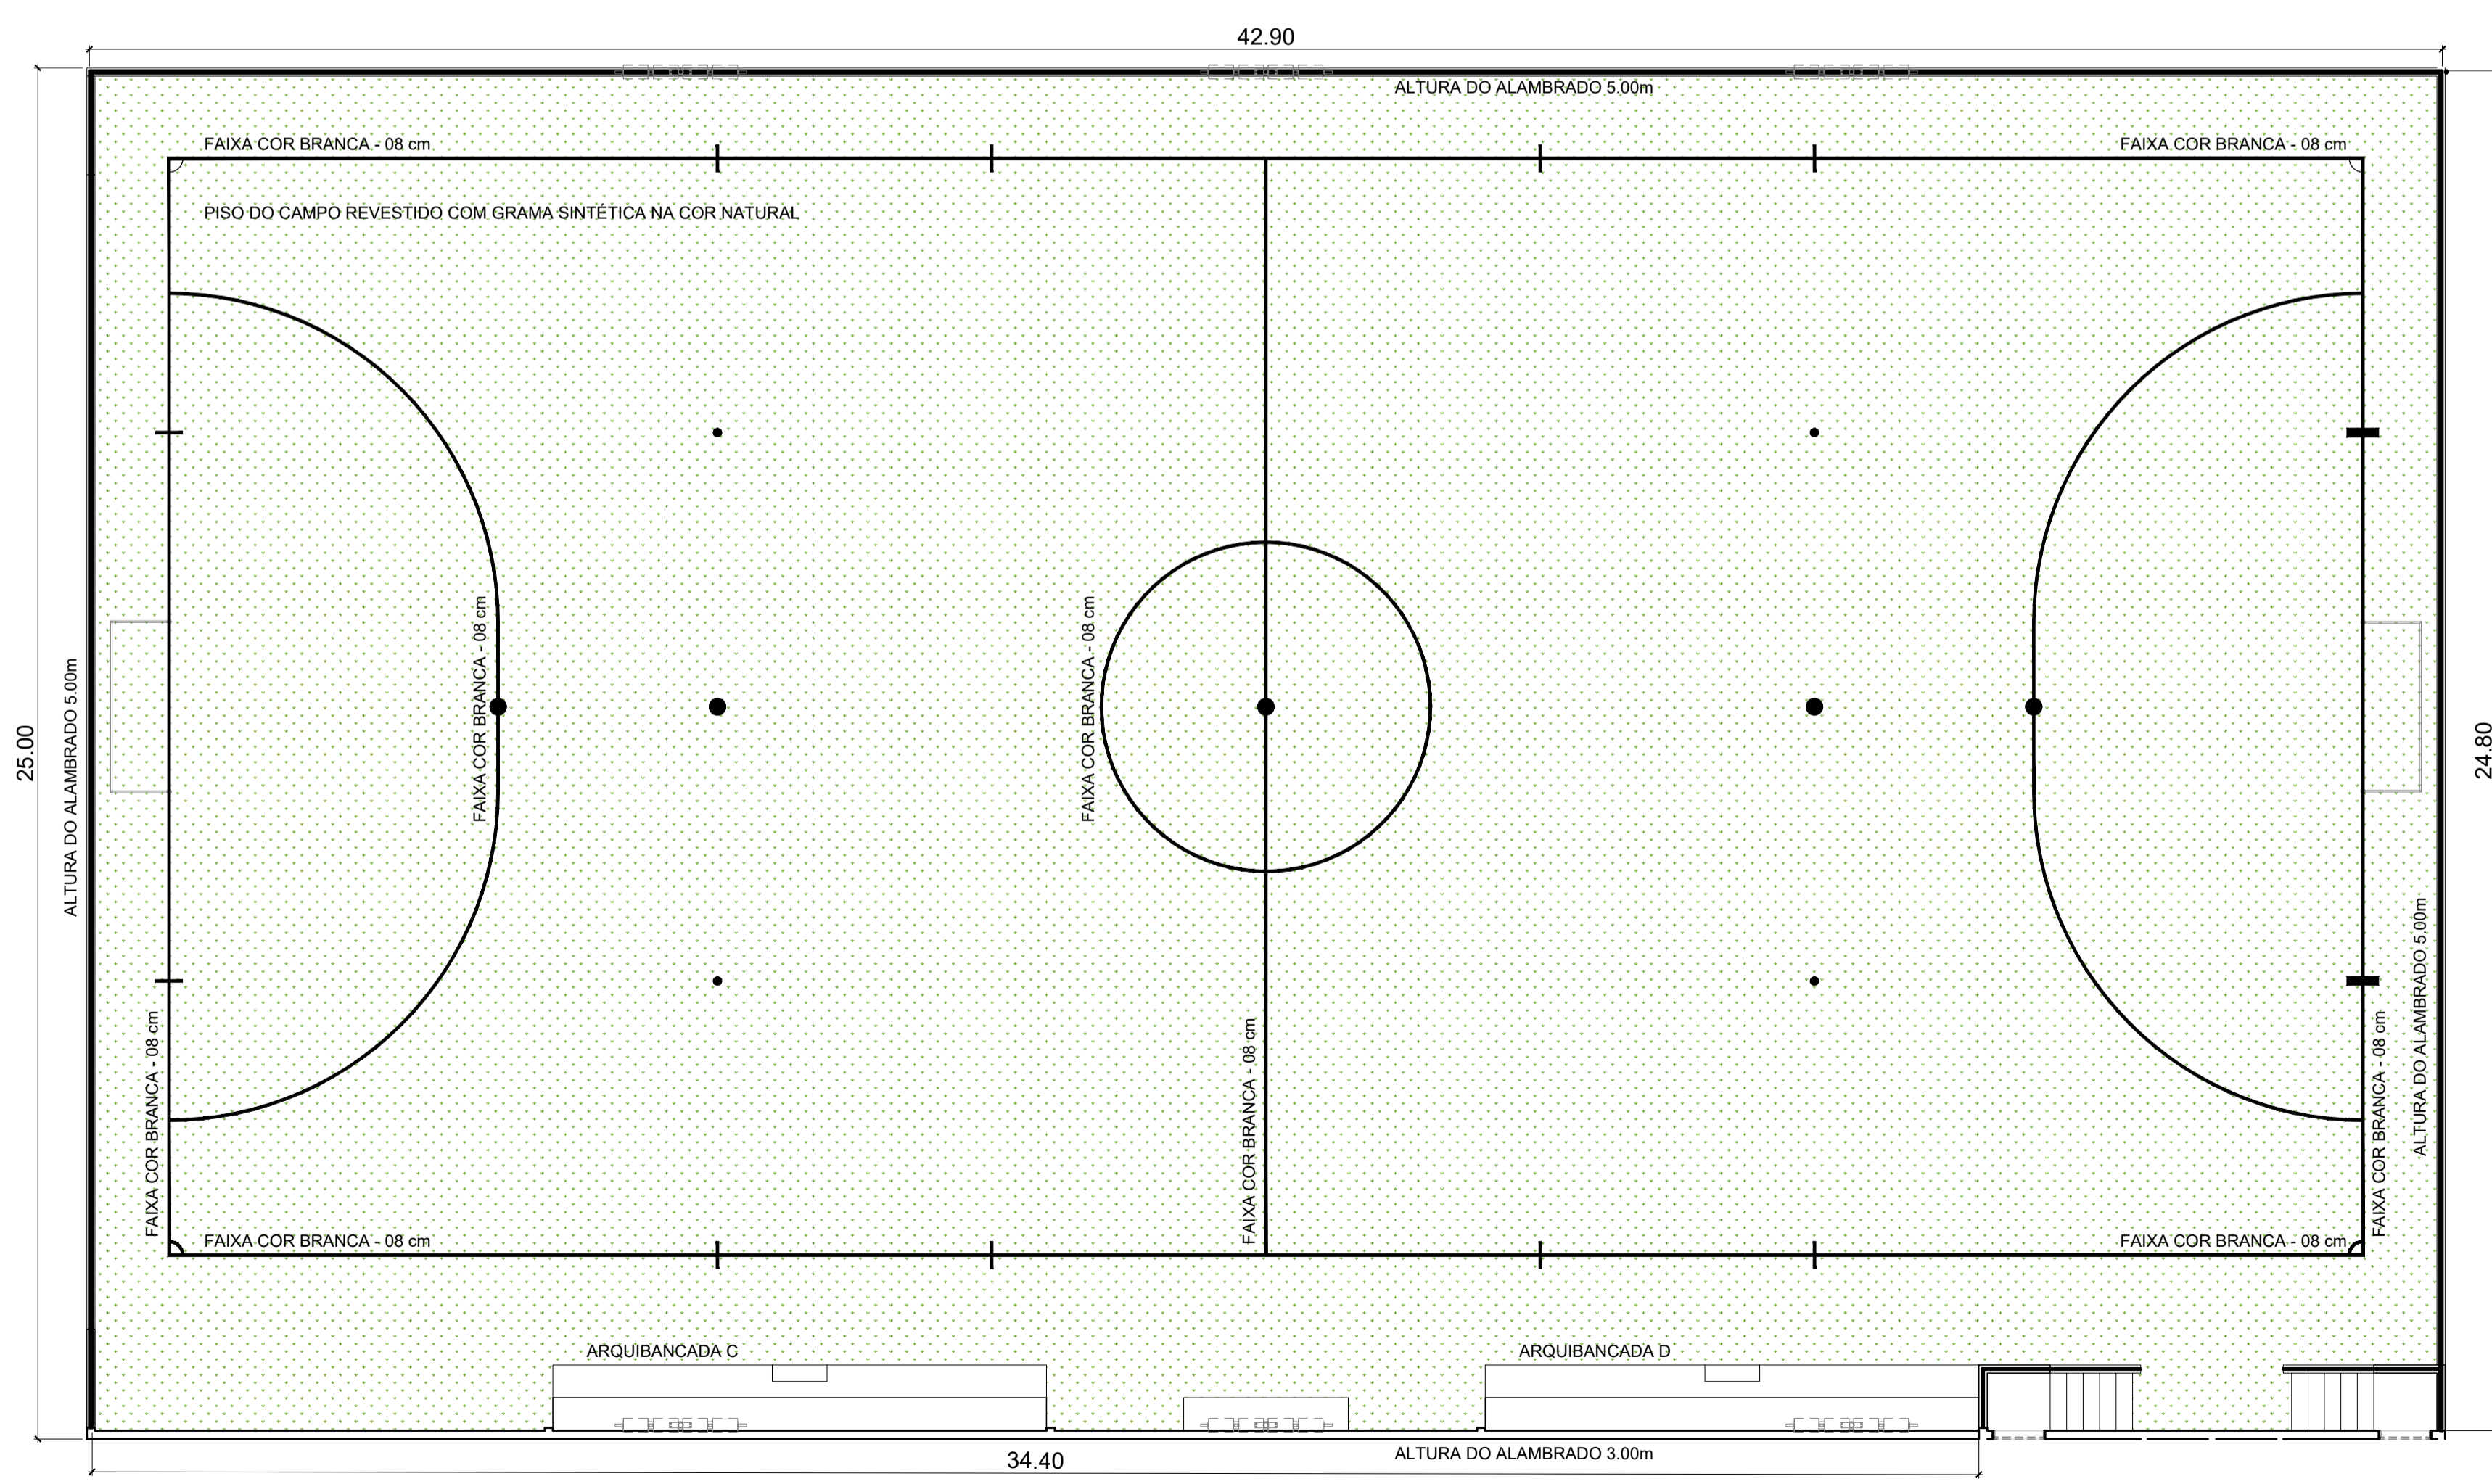 42.90
ALTURA DO ALAMBRADO 5.00m
FAIXA COR BRANCA - 08 cm
FAIXA COR BRANCA - 08 cm
PISO DO CAMPO REVESTIDO COM GRAMA SINTÉTICA NA COR NATURAL
25.00
ALTURA DO ALAMBRADO 5.00m
FAIXA COR BRANCA - 08 cm
FAIXA COR BRANCA - 08 cm
24.80
FAIXA COR BRANCA - 08 cm
FAIXA COR BRANCA - 08 cm
FAIXA COR BRANCA - 08 cm
ALTURA DO ALAMBRADO 5.00m
FAIXA COR BRANCA - 08 cm
FAIXA COR BRANCA - 08 cm
ARQUIBANCADA C
ARQUIBANCADA D
34.40
ALTURA DO ALAMBRADO 3.00m